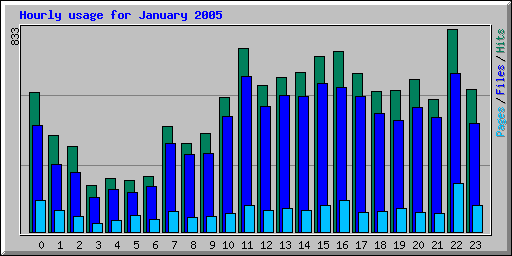 Hourly usage for January 2005
833
Pages / Files / Hits
0 1 2 3 4 5 6 7 8 9 10 11 12 13 14 15 16 17 18 19 20 21 22 23